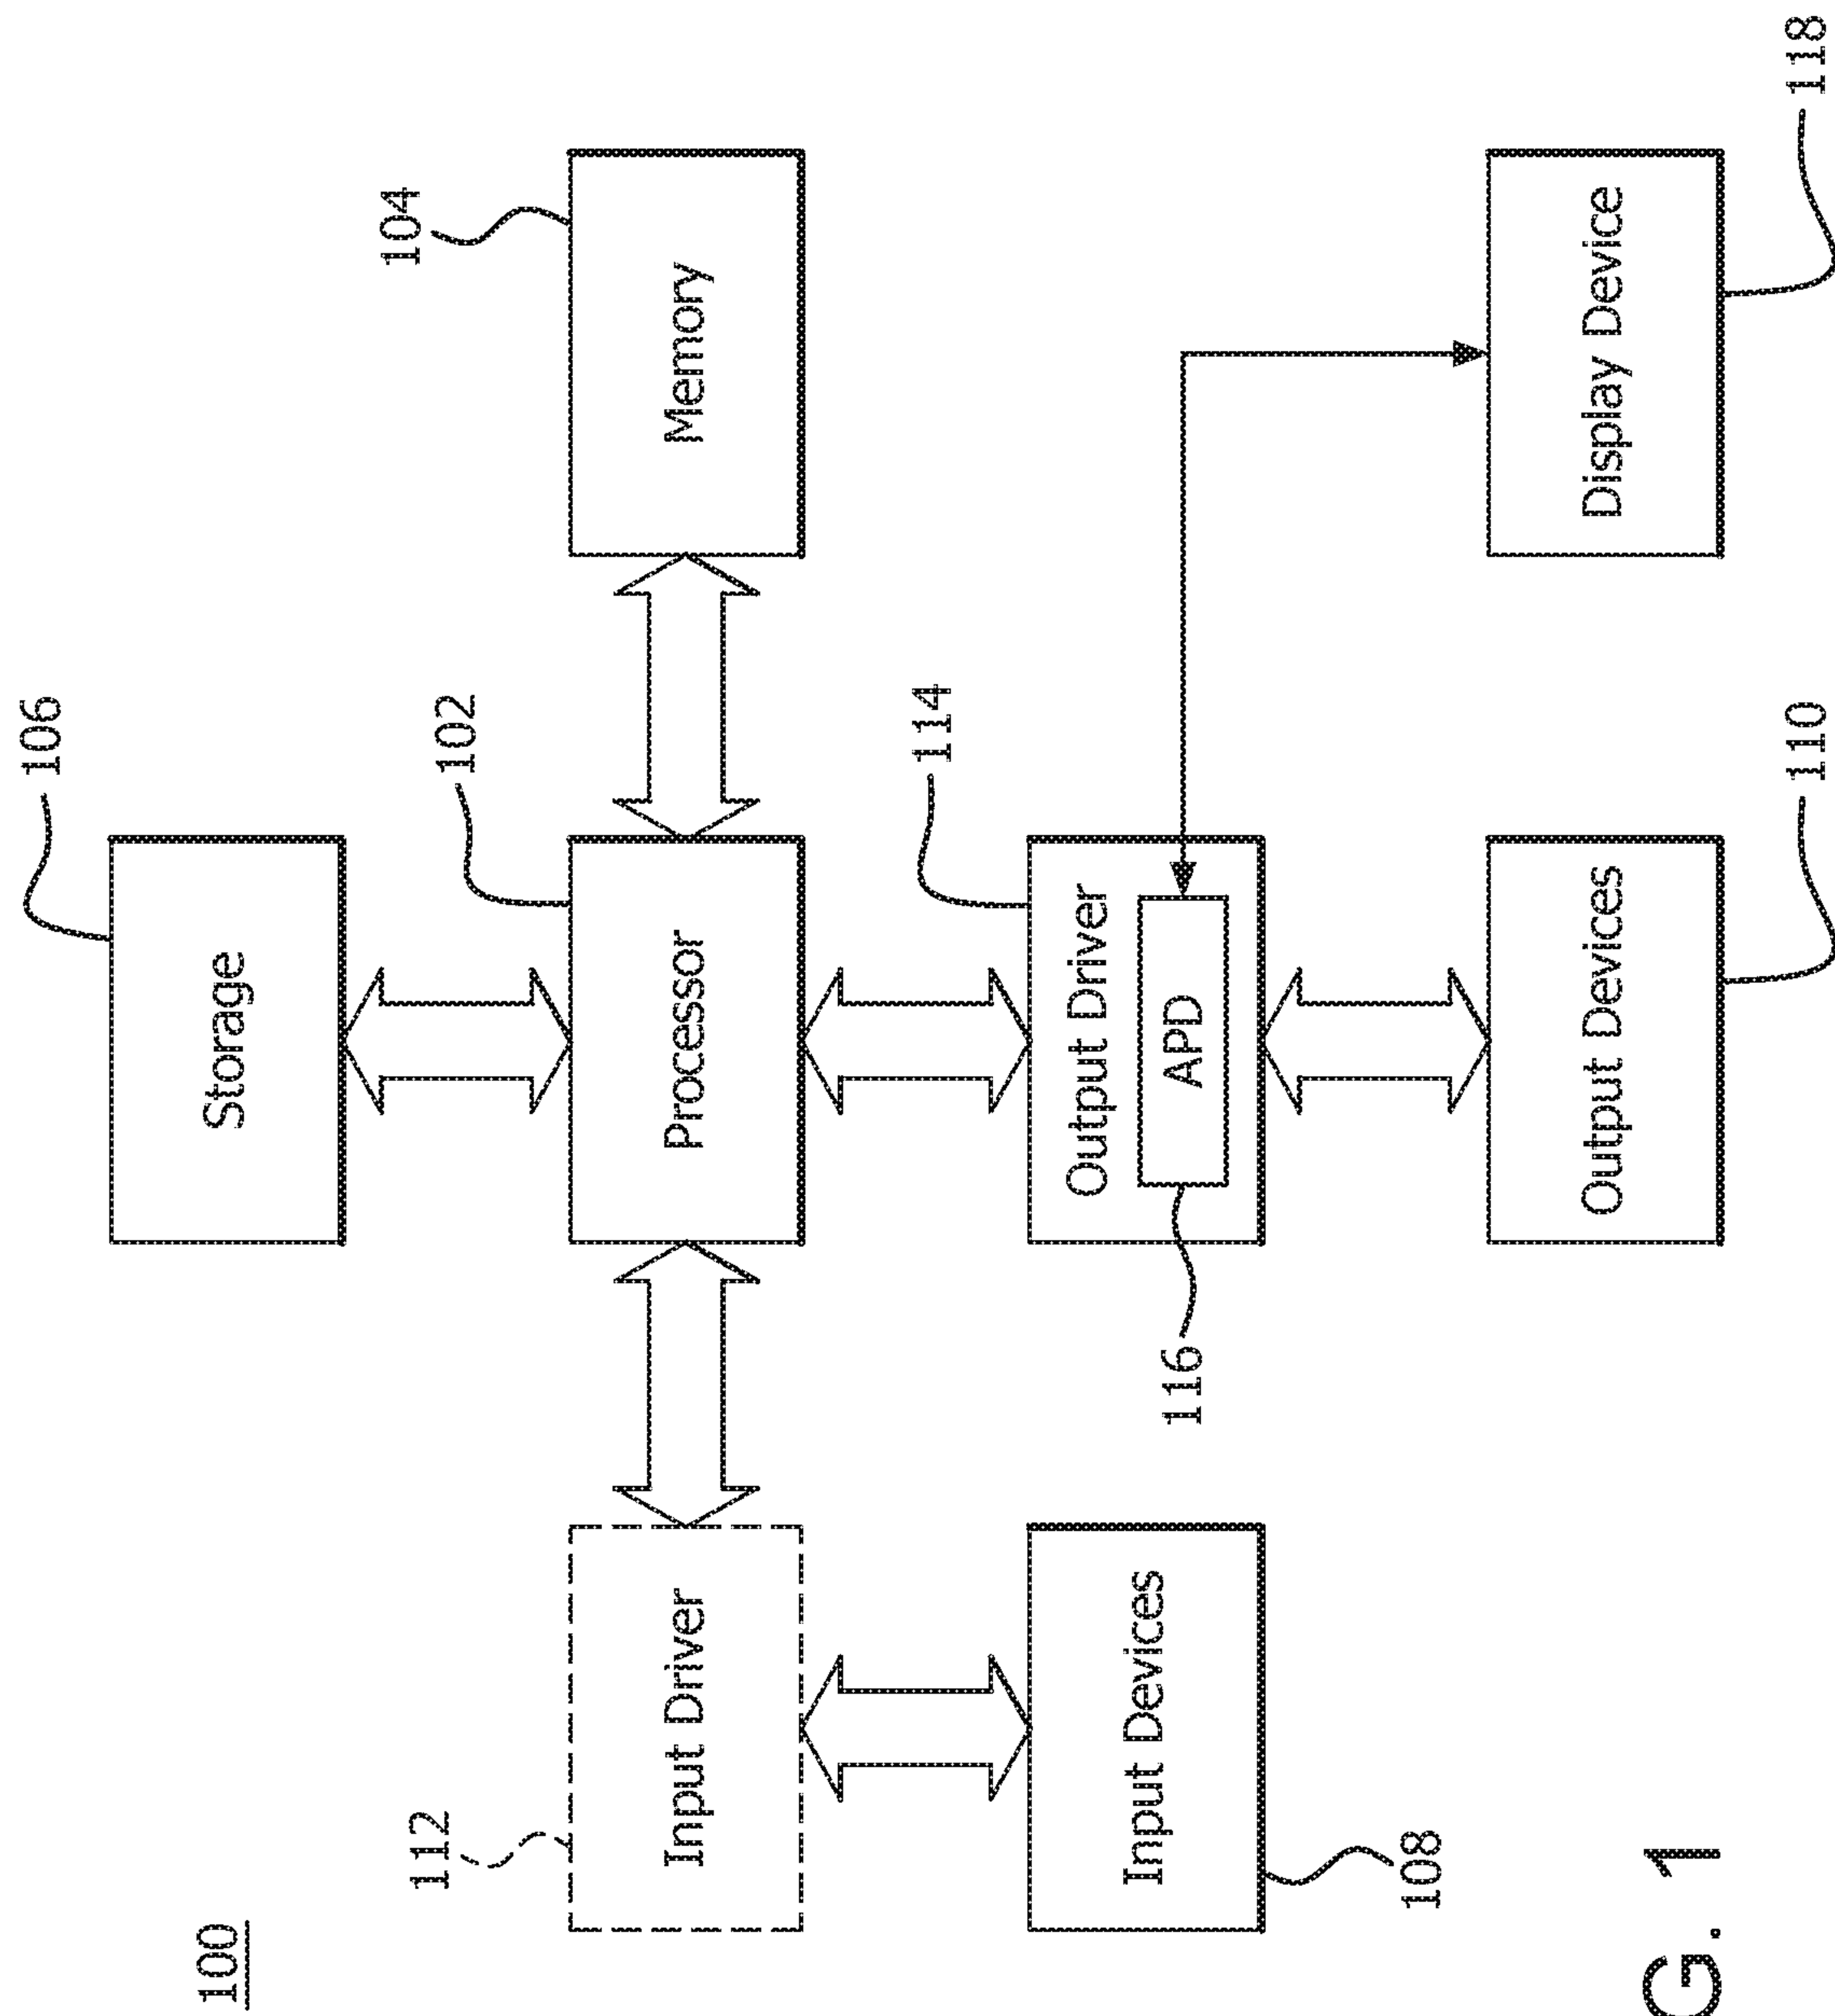 100
106
Storage
112
102
104
Input Driver
Processor
Memory
114
Input Devices
Output Driver
APD
108
116
Output Devices
Display Device
110
118
G. 1